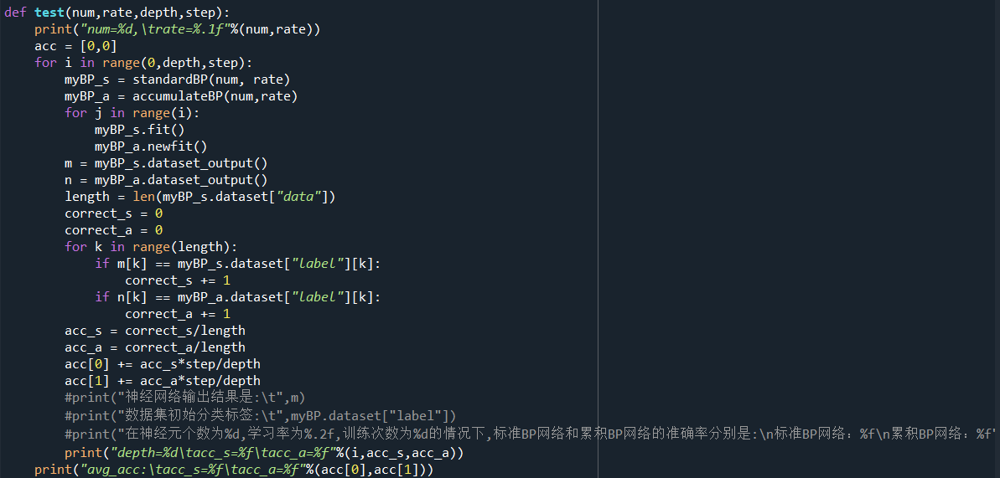 def test(num,rate,depth,step):
    print("num=%d,\trate=%.1f"%(num,rate))
    acc = [0,0]
    for i in range(0,depth,step):
        myBP_s = standardBP(num, rate)
        myBP_a = accumulateBP(num,rate)
        for j in range(i):
            myBP_s.fit()
            myBP_a.newfit()
        m = myBP_s.dataset_output()
        n = myBP_a.dataset_output()
        length = len(myBP_s.dataset["data"])
        correct_s = 0
        correct_a = 0
        for k in range(length):
            if m[k] == myBP_s.dataset["label"][k]:
                correct_s += 1
            if n[k] == myBP_a.dataset["label"][k]:
                correct_a += 1
        acc_s = correct_s/length
        acc_a = correct_a/length
        acc[0] += acc_s*step/depth
        acc[1] += acc_a*step/depth
        #print("神经网络输出结果是:\t",m)
        #print("数据集初始分类标签:\t",myBP.dataset["label"])
        #print("在神经元个数为%d,学习率为%.2f,训练次数为%d的情况下,标准BP网络和累积BP网络的准确率分别是:\n标准BP网络：%f\n累积BP网络：%f"
        print("depth=%d\tacc_s=%f\tacc_a=%f"%(i,acc_s,acc_a))
    print("avg_acc:\tacc_s=%f\tacc_a=%f"%(acc[0],acc[1]))